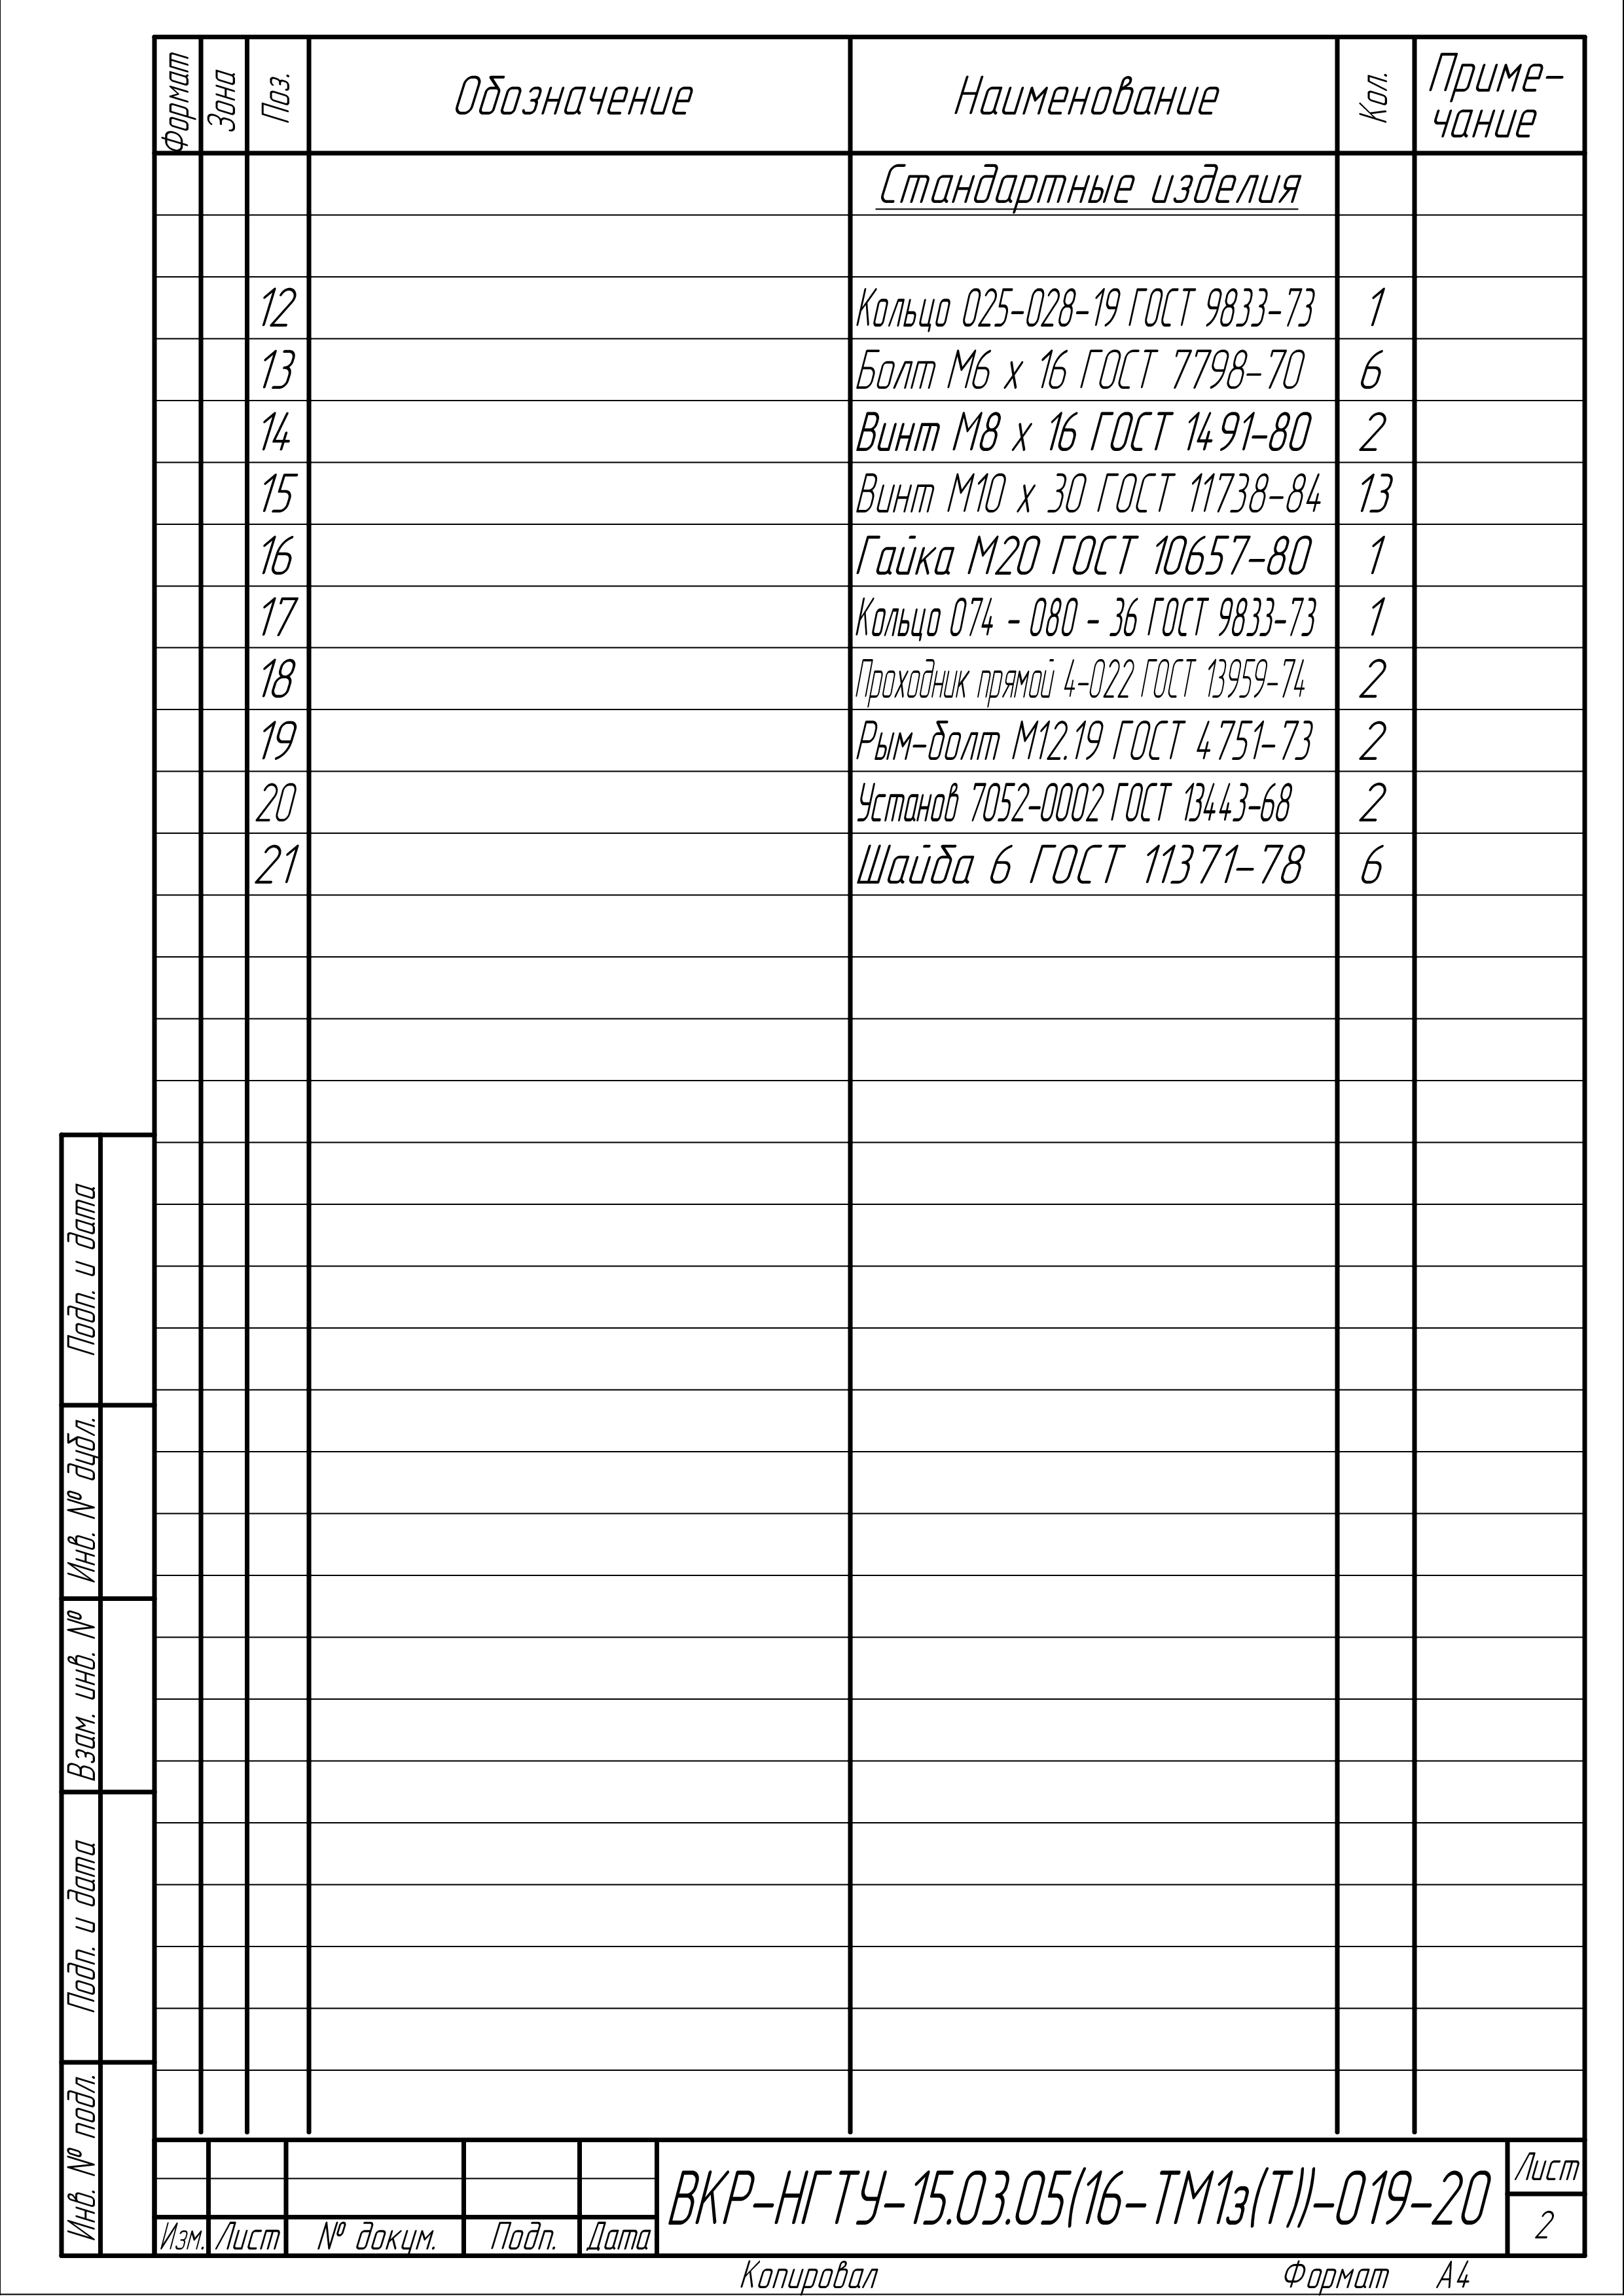 Формат Зона Поз. Обозначение Наименование Кол. Приме-
чание
Стандартные изделия
12 Кольцо 025-028-19 ГОСТ 9833-73 1
13 Болт М6 х 16 ГОСТ 7798-70 6
14 Винт М8 х 16 ГОСТ 1491-80 2
15 Винт М10 х 30 ГОСТ 11738-84 13
16 Гайка М20 ГОСТ 10657-80 1
17 Кольцо 074 - 080 - 36 ГОСТ 9833-73 1
18 Проходник прямой 4-022 ГОСТ 13959-74 2
19 Рым-болт М12.19 ГОСТ 4751-73 2
20 Установ 7052-0002 ГОСТ 13443-68 2
21 Шайба 6 ГОСТ 11371-78 6
Подп. и дата
Инв. № дубл.
Взам. инв. №
Подп. и дата
Инв. № подл.
Изм. Лист № докум. Подп. Дата
ВКР-НГТУ-15.03.05(16-ТМ1з(Т))-019-20
Лист
2
Копировал Формат А4